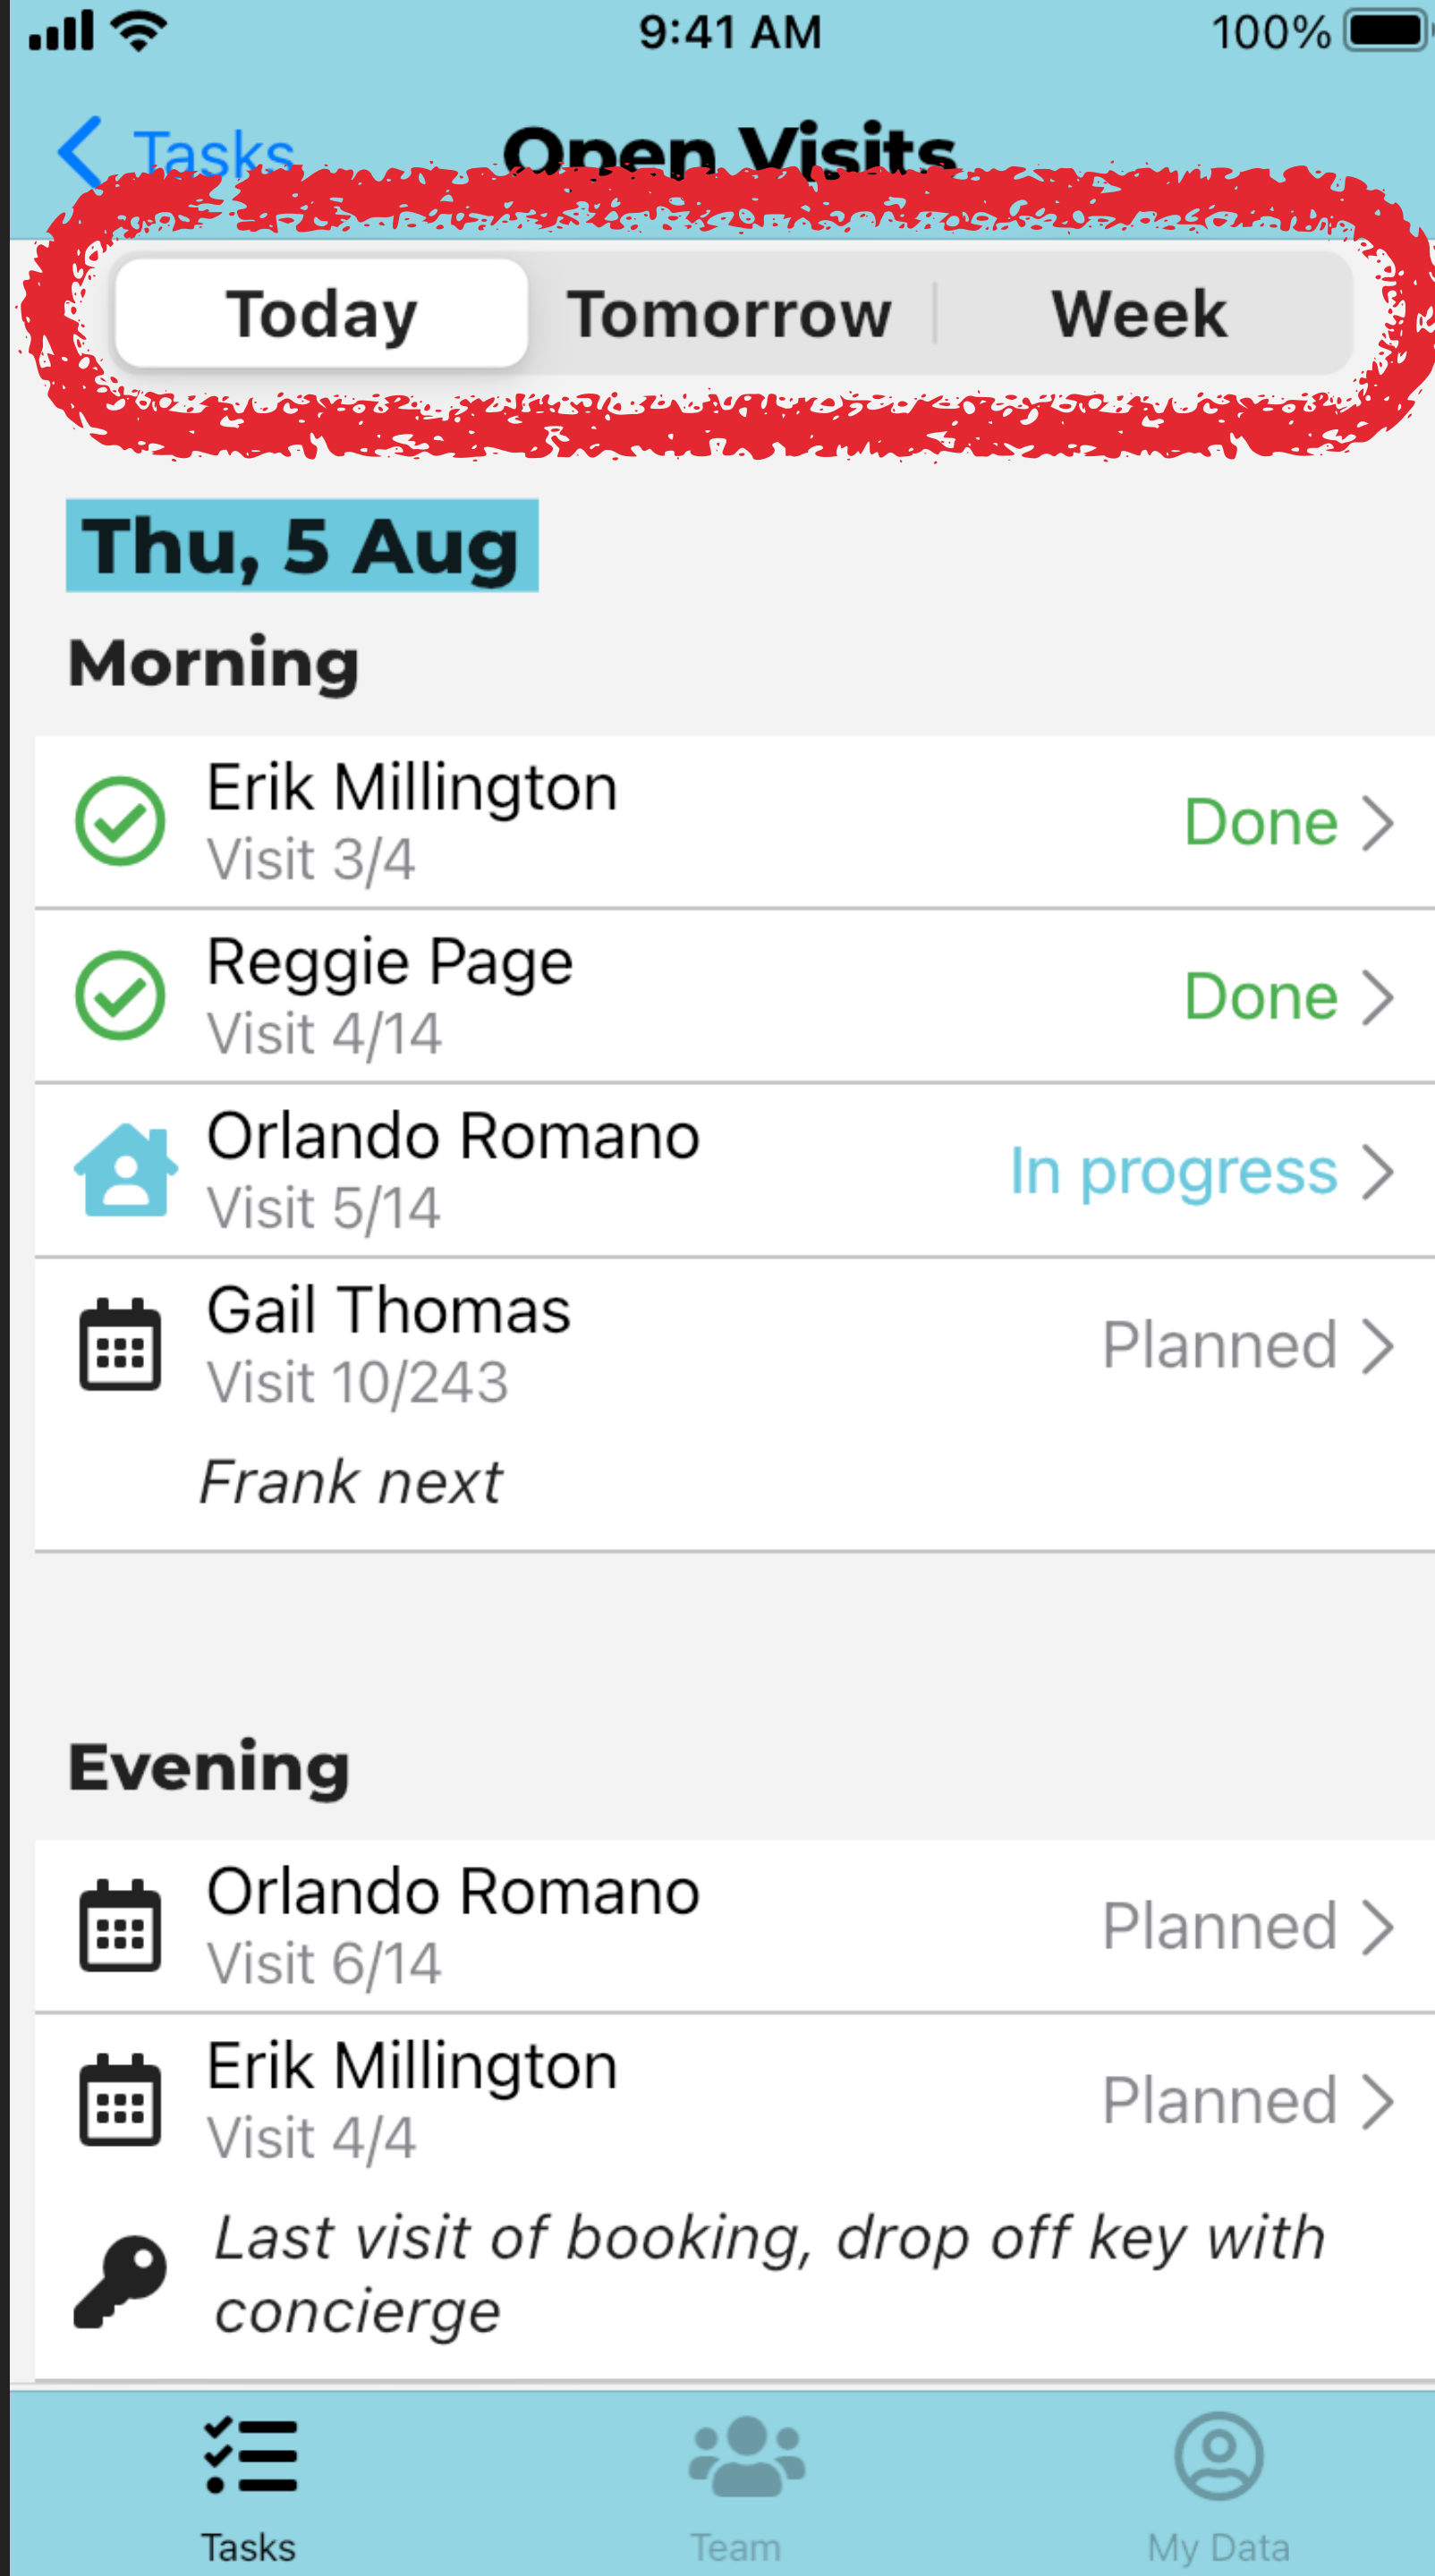 9:41 AM
100%
Tasks
Open Visits
Today
Tomorrow
Week
Thu, 5 Aug
Morning
Erik Millington
Visit 3/4
Done
Reggie Page
Visit 4/14
Done
Orlando Romano
Visit 5/14
In progress
Gail Thomas
Visit 10/243
Planned
Frank next
Evening
Orlando Romano
Visit 6/14
Planned
Erik Millington
Visit 4/4
Planned
Last visit of booking, drop off key with
concierge
Tasks
Team
My Data